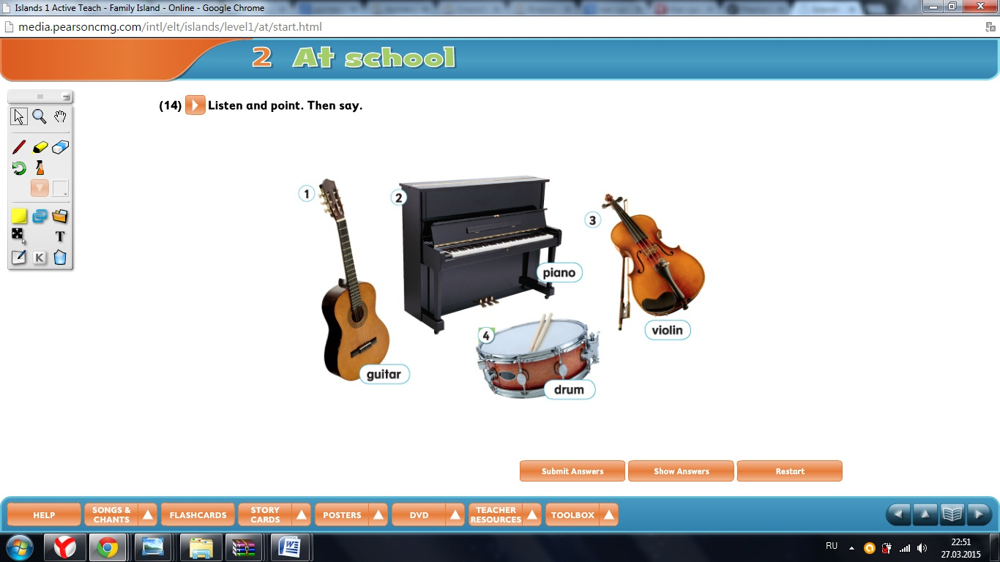 Islands 1 Active Teach - Family Island - Online - Google Chrome
media.pearsoncmg.com/intl/elt/islands/level1/at/start.html
2 At school
(14) Listen and point. Then say.
1
2
3
piano
4
violin
guitar
drum
T
K
Submit Answers
Show Answers
Restart
HELP
SONGS &
CHANTS
FLASHCARDS
STORY
CARDS
POSTERS
DVD
TEACHER
RESOURCES
TOOLBOX
RU
22:51
27.03.2015